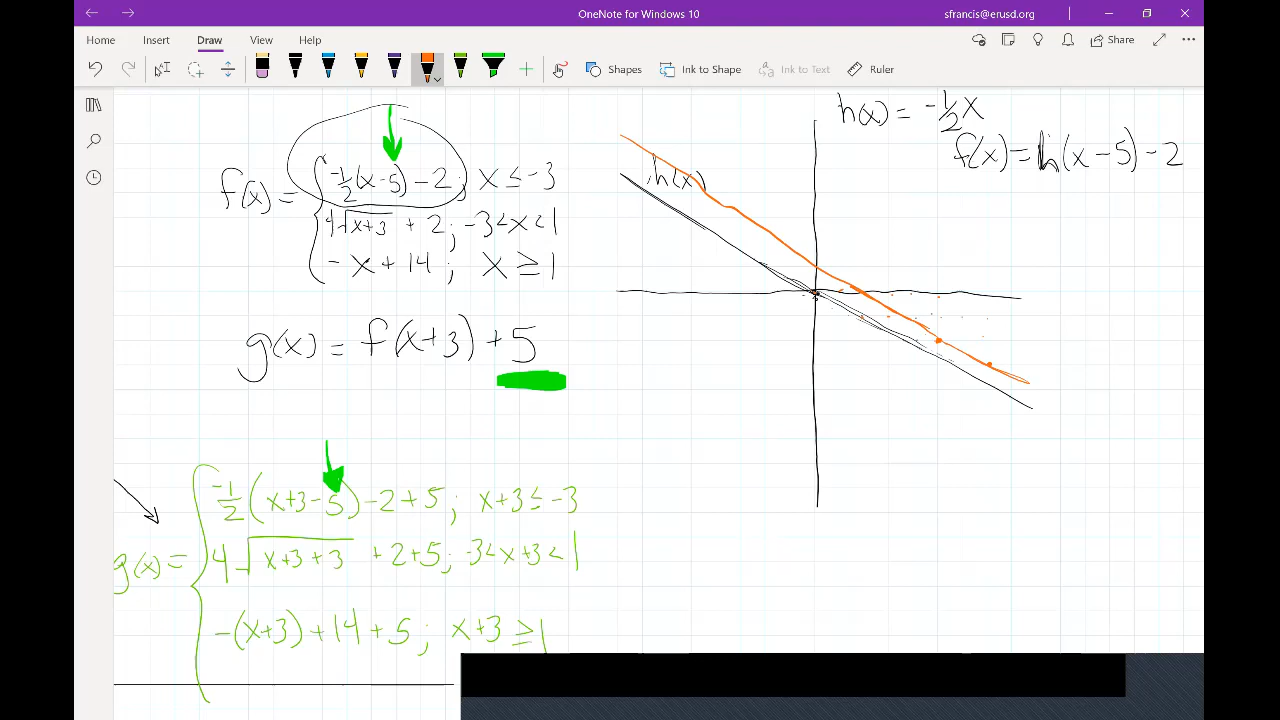 OneNote for Windows 10
sfrancis@erusd.org
Home Insert Draw View Help
Shapes Ink to Shape Ink to Text Ruler Share
h(x) = -1/2 x
f(x) = h(x-5)-2
h(x)
f(x) = { -1/2(x-5)-2; x ≤ -3
4√x+3 + 2; -3<x<1
-x+14; x ≥ 1
g(x) = f(x+3)+5
g(x) = { -1/2(x+3-5)-2+5; x+3 ≤ -3
4√x+3+3 +2+5; -3<x+3<1
-(x+3)+14+5; x+3 ≥ 1